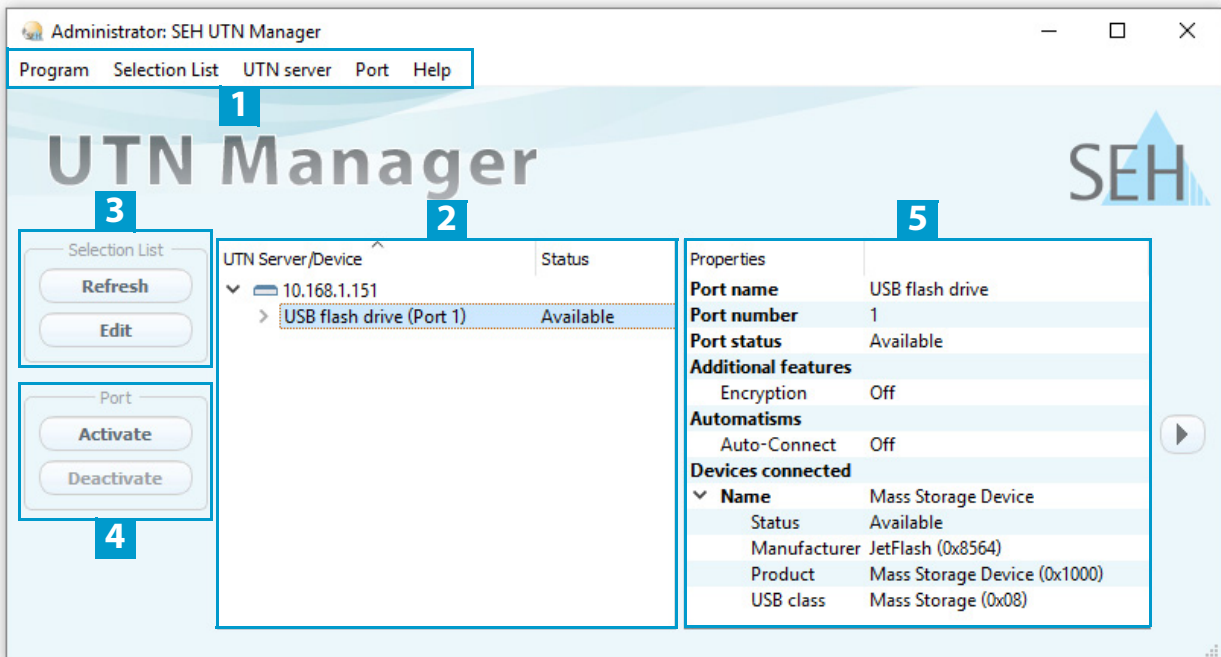 Administrator: SEH UTN Manager
Program Selection List UTN server Port Help
1
UTN Manager
SEH
3
Selection List
Refresh
Edit
Port
Activate
Deactivate
4
2
UTN Server/Device Status
10.168.1.151
USB flash drive (Port 1) Available
5
Properties
Port name USB flash drive
Port number 1
Port status Available
Additional features
Encryption Off
Automatisms
Auto-Connect Off
Devices connected
Name Mass Storage Device
Status Available
Manufacturer JetFlash (0x8564)
Product Mass Storage Device (0x1000)
USB class Mass Storage (0x08)